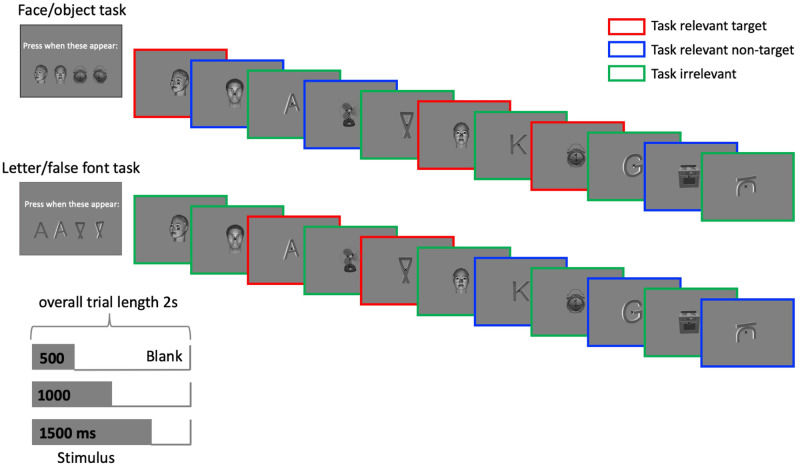 Face/object task
Press when these appear:
Task relevant target
Task relevant non-target
Task irrelevant
A
K
G
Letter/false font task
Press when these appear:
A A
A
K
G
overall trial length 2s
500
Blank
1000
1500 ms
Stimulus